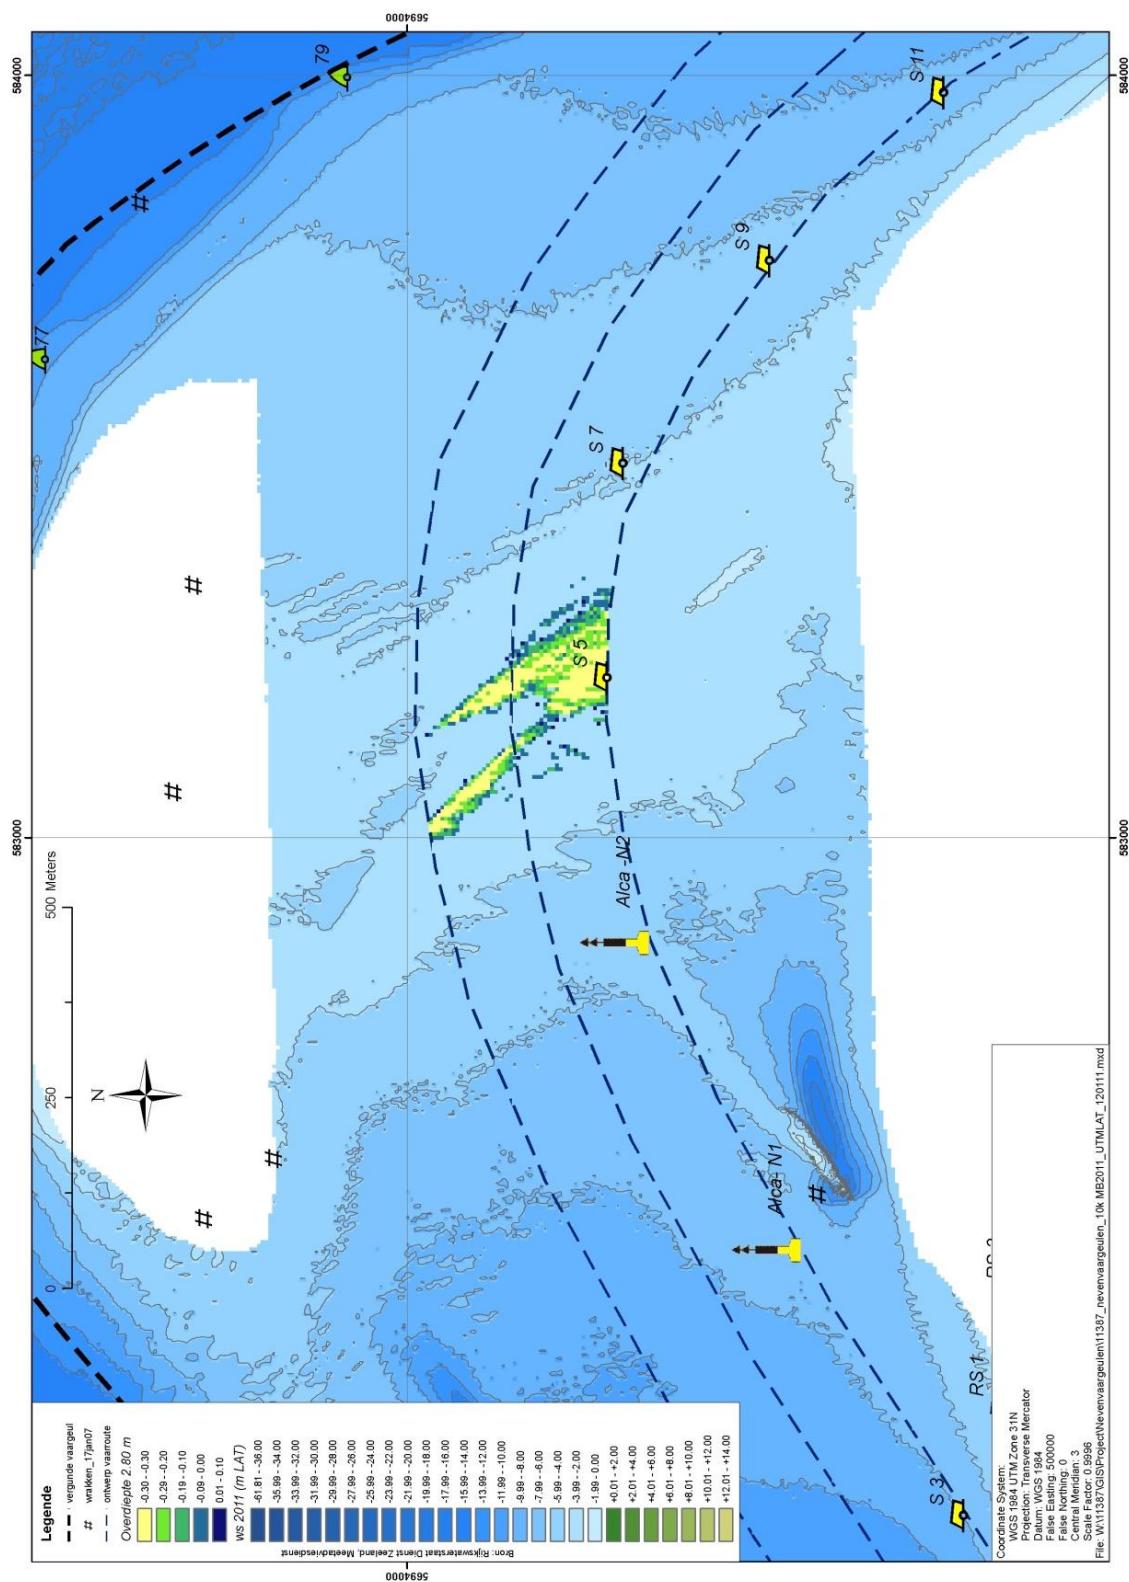 Legende
vergunde vaargeul
wrakken_17jan07
ontwerp vaarroute
Overdiepte 2.80 m
-0.30 - -0.30
-0.29 - -0.20
-0.19 - -0.10
-0.09 - -0.00
0.01 - 0.10
ws 2011 (m LAT)
-61.81 - -36.00
-35.99 - -34.00
-33.99 - -32.00
-31.99 - -30.00
-29.99 - -28.00
-27.99 - -26.00
-25.99 - -24.00
-23.99 - -22.00
-21.99 - -20.00
-19.99 - -18.00
-17.99 - -16.00
-15.99 - -14.00
-13.99 - -12.00
-11.99 - -10.00
-9.99 - -8.00
-7.99 - -6.00
-5.99 - -4.00
-3.99 - -2.00
-1.99 - 0.00
+0.01 - +2.00
+2.01 - +4.00
+4.01 - +6.00
+6.01 - +8.00
+8.01 - +10.00
+10.01 - +12.00
+12.01 - +14.00
Bron: Rijkswaterstaat Dienst Zeeland, Meetadviesdienst
0 250 500 Meters
N
583000
584000
5694000
77
79
S 3
Alca- N1
Alca -N2
S 5
S 7
S 9
S 11
RS 1
Coordinate System:
WGS 1984 UTM Zone 31N
Projection: Transverse Mercator
Datum: WGS 1984
False Easting: 500000
False Northing: 0
Central Meridian: 3
Scale Factor: 0.9996
File: W:\11387\GIS\Project\Nevenvaargeulen\11387_nevenvaargeulen_10k MB2011_UTMLAT_120111.mxd
5694000
583000
584000